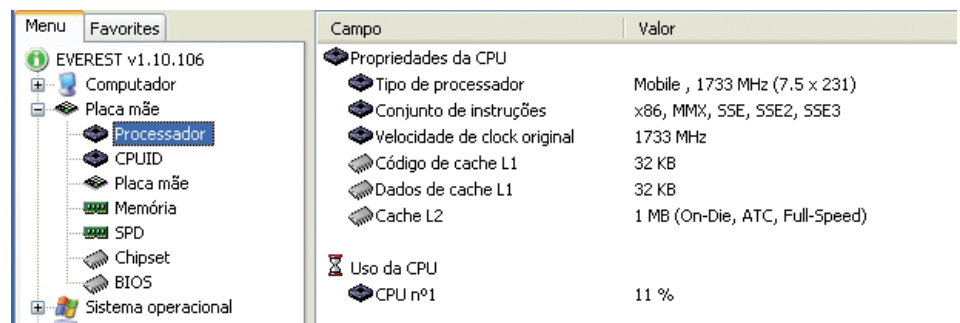 Menu Favorites
EVEREST v1.10.106
Computador
Placa mãe
Processador
CPUID
Placa mãe
Memória
SPD
Chipset
BIOS
Sistema operacional
Campo Valor
Propriedades da CPU
Tipo de processador Mobile , 1733 MHz (7.5 x 231)
Conjunto de instruções x86, MMX, SSE, SSE2, SSE3
Velocidade de clock original 1733 MHz
Código de cache L1 32 KB
Dados de cache L1 32 KB
Cache L2 1 MB (On-Die, ATC, Full-Speed)
Uso da CPU
CPU nº1 11 %